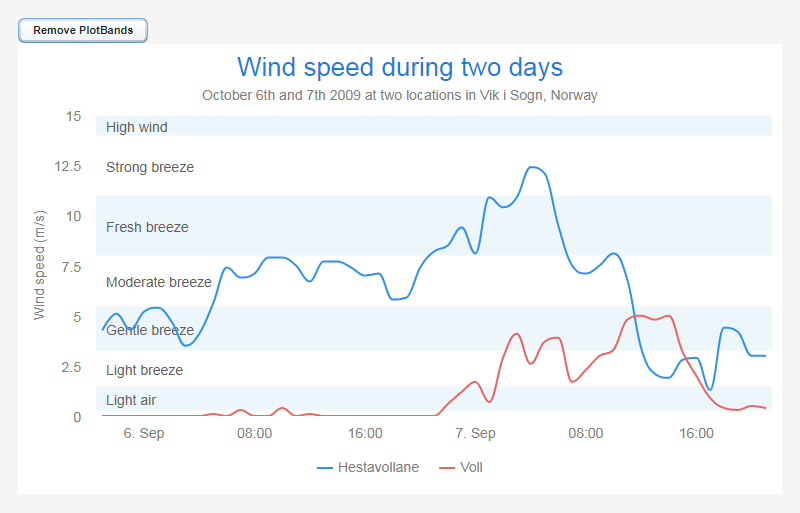 Remove PlotBands
Wind speed during two days
October 6th and 7th 2009 at two locations in Vik i Sogn, Norway
Wind speed (m/s)
15
12.5
10
7.5
5
2.5
0
High wind
Strong breeze
Fresh breeze
Moderate breeze
Gentle breeze
Light breeze
Light air
6. Sep
08:00
16:00
7. Sep
08:00
16:00
Hestavollane
Voll